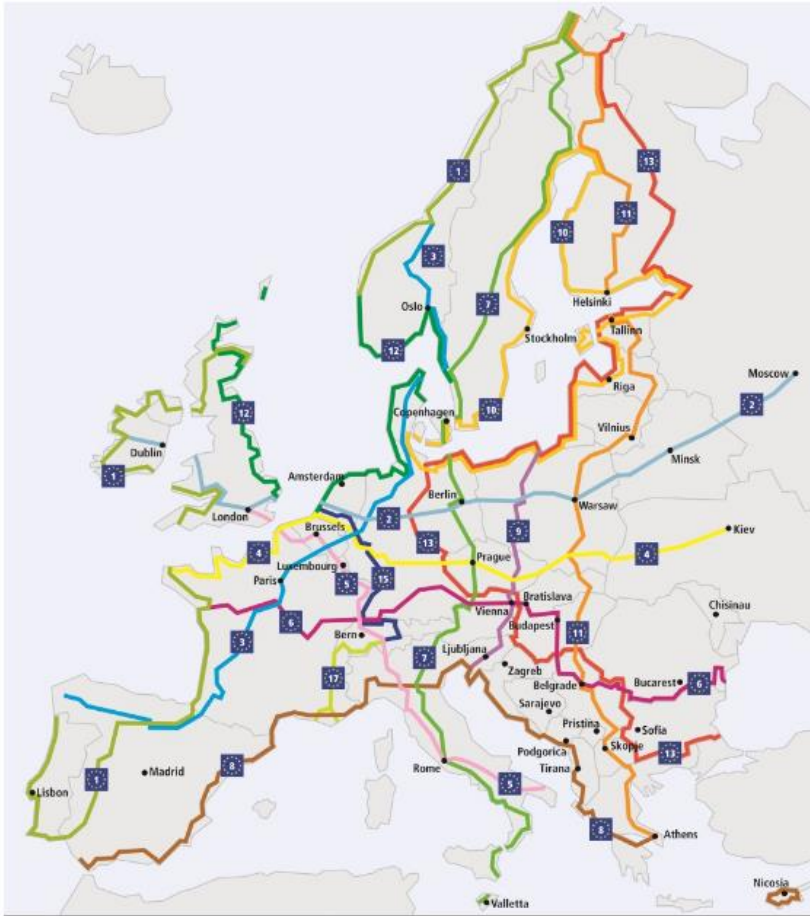 1
13
10
11
3
Oslo
7
Helsinki
Tallinn
Stockholm
12
Moscow
Riga
2
10
Copenhagen
12
Vilnius
Dublin
Minsk
1
Amsterdam
Berlin
Warsaw
London
2
9
Kiev
Brussels
13
4
4
Prague
Luxembourg
Paris
5
15
Bratislava
Vienna
Chisinau
6
Budapest
Bern
11
3
Ljubljana
7
Zagreb
17
Belgrade
Bucarest
6
Sarajevo
Pristina
Sofia
Podgorica
Skopje
13
Rome
Tirana
8
Madrid
1
Lisbon
5
8
Athens
Nicosia
Valletta